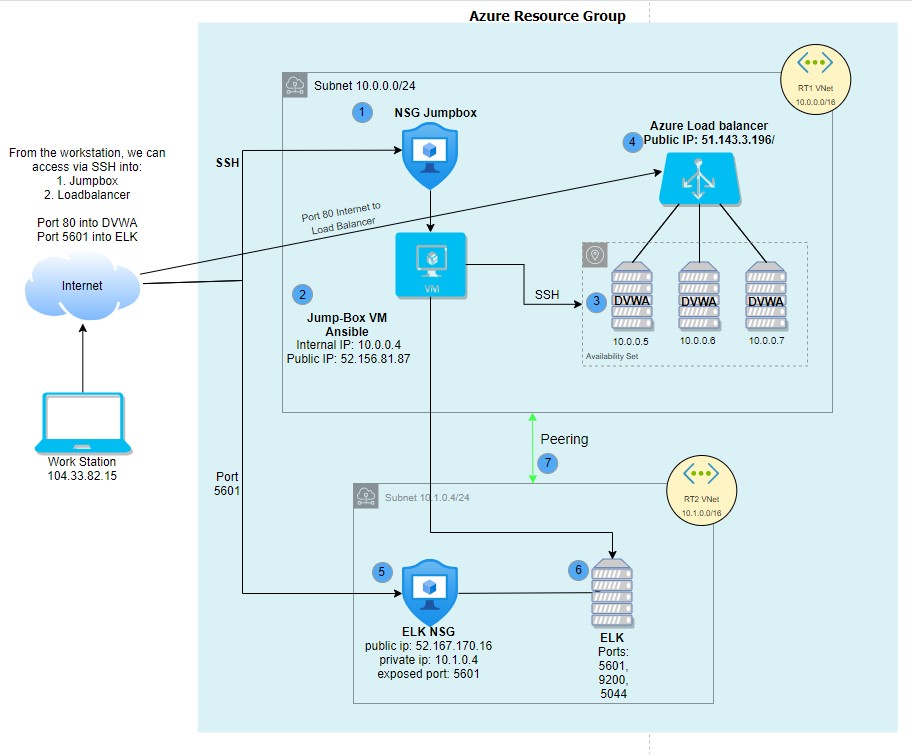 Azure Resource Group
RT1 VNet
10.0.0.0/16
Subnet 10.0.0.0/24
1
NSG Jumpbox
4
Azure Load balancer
Public IP: 51.143.3.196/
From the workstation, we can
access via SSH into:
1. Jumpbox
2. Loadbalancer
Port 80 into DVWA
Port 5601 into ELK
SSH
Port 80 Internet to
Load Balancer
Internet
VM
2
Jump-Box VM
Ansible
Internal IP: 10.0.0.4
Public IP: 52.156.81.87
SSH
3
DVWA
DVWA
DVWA
10.0.0.5
10.0.0.6
10.0.0.7
Availability Set
Work Station
104.33.82.15
Peering
7
Port
5601
Subnet 10.1.0.4/24
RT2 VNet
10.1.0.0/16
5
ELK NSG
public ip: 52.167.170.16
private ip: 10.1.0.4
exposed port: 5601
6
ELK
Ports:
5601,
9200,
5044